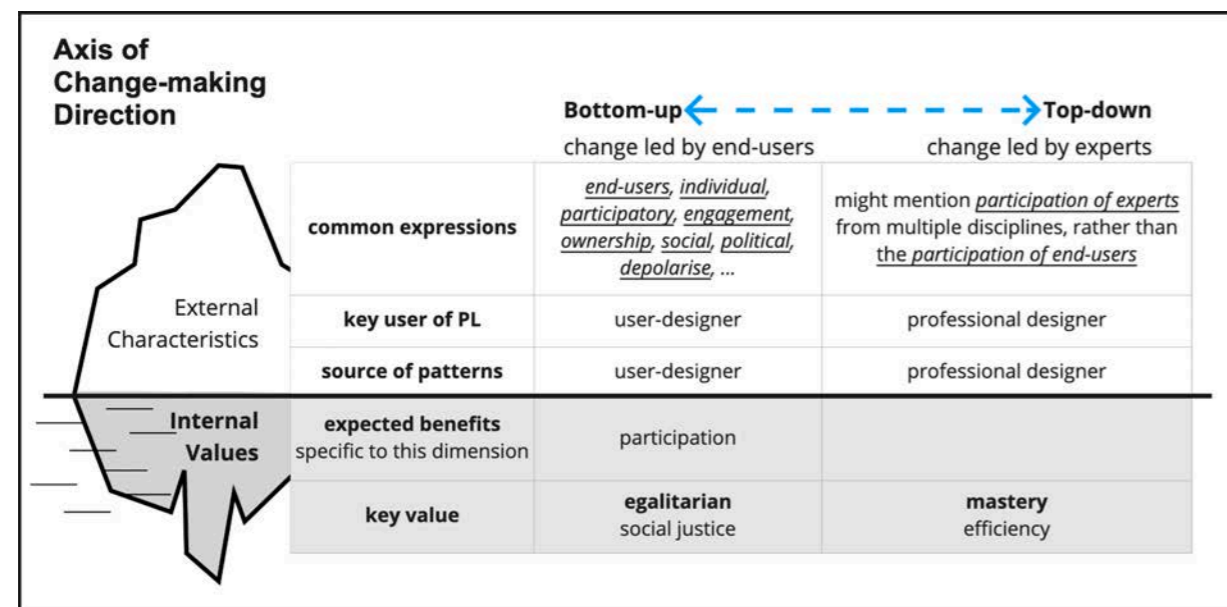 Axis of
Change-making
Direction
Bottom-up
Top-down
change led by end-users
change led by experts
common expressions
end-users, individual,
participatory, engagement,
ownership, social, political,
depolarise, ...
might mention participation of experts
from multiple disciplines, rather than
the participation of end-users
External
Characteristics
key user of PL
user-designer
professional designer
source of patterns
user-designer
professional designer
Internal
Values
expected benefits
specific to this dimension
participation
key value
egalitarian
social justice
mastery
efficiency